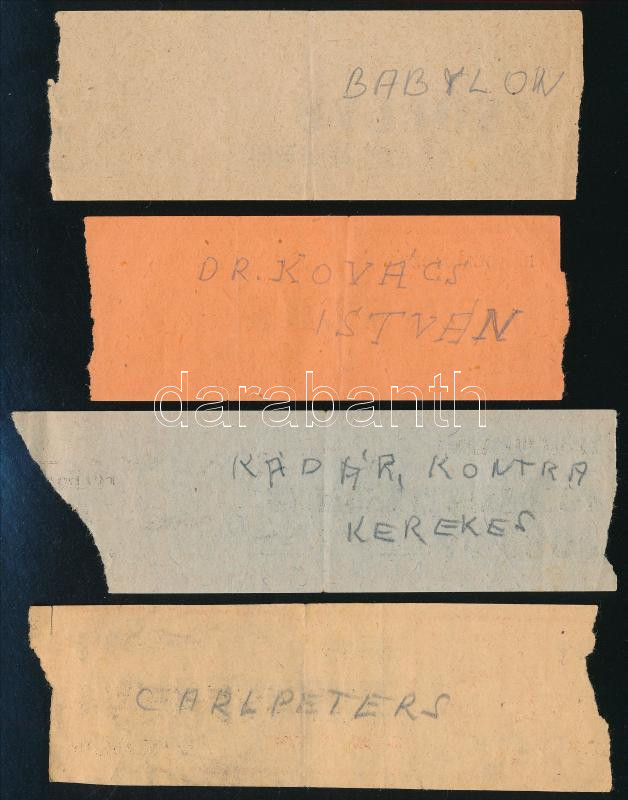 BABYLON
DR. KOVÁCS
ISTVÁN
darabanth
KÁDÁR, KONTRA
KEREKES
CARLPETERS